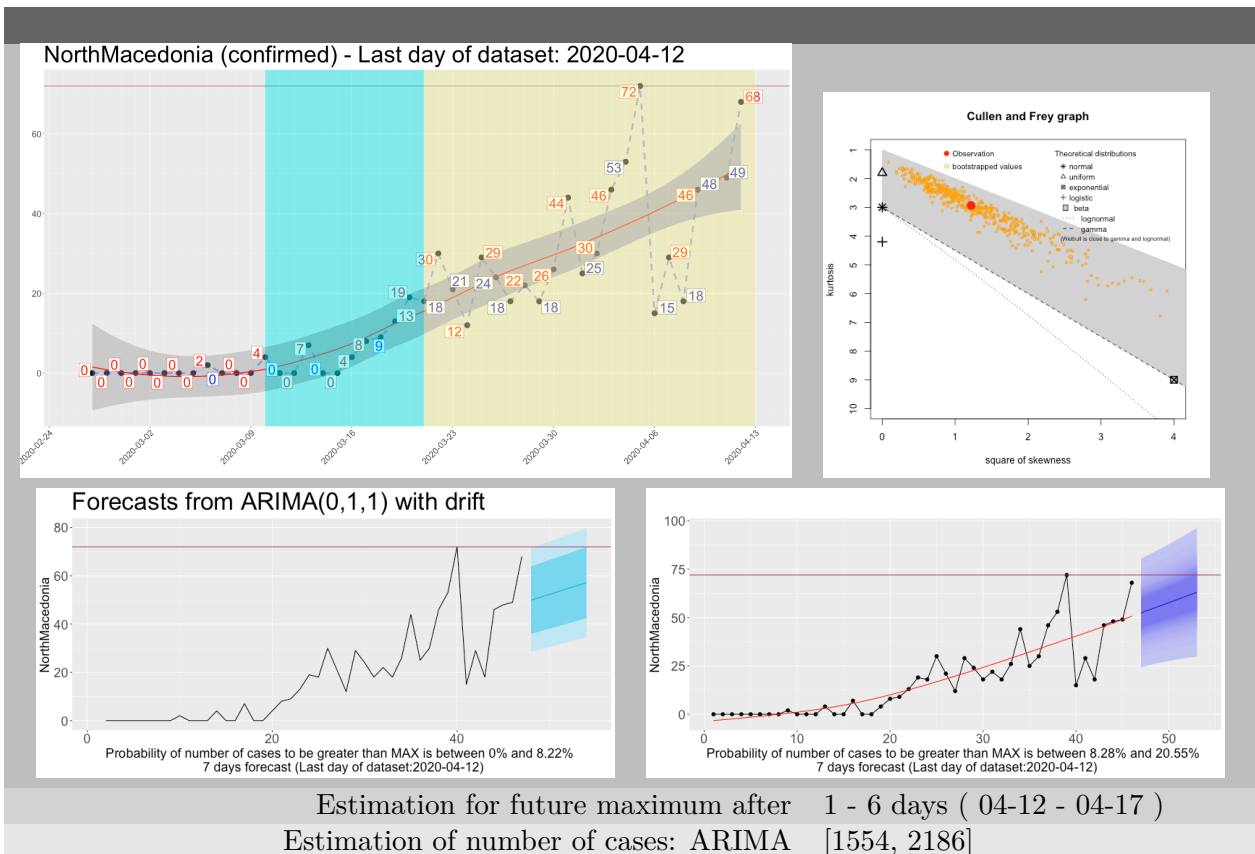 NorthMacedonia (confirmed) - Last day of dataset: 2020-04-12
60
40
20
0
0 0 0 0 0 0 0 0 2 0 0 0 4 0 0 7 0 0 4 8 9 13 19 18 30 21 12 29 24 18 22 18 26 44 25 30 46 53 72 15 29 18 46 48 49 68
2020-02-24 2020-03-02 2020-03-09 2020-03-16 2020-03-23 2020-03-30 2020-04-06 2020-04-13
Cullen and Frey graph
Observation
bootstrapped values
Theoretical distributions
normal
uniform
exponential
logistic
beta
lognormal
gamma
(Weibull is close to gamma and lognormal)
kurtosis
1
2
3
4
5
6
7
8
9
10
0 1 2 3 4
square of skewness
Forecasts from ARIMA(0,1,1) with drift
NorthMacedonia
80
60
40
20
0
0 20 40
Probability of number of cases to be greater than MAX is between 0% and 8.22%
7 days forecast (Last day of dataset:2020-04-12)
NorthMacedonia
100
75
50
25
0
0 10 20 30 40 50
Probability of number of cases to be greater than MAX is between 8.28% and 20.55%
7 days forecast (Last day of dataset:2020-04-12)
Estimation for future maximum after 1 - 6 days ( 04-12 - 04-17 )
Estimation of number of cases: ARIMA [1554, 2186]